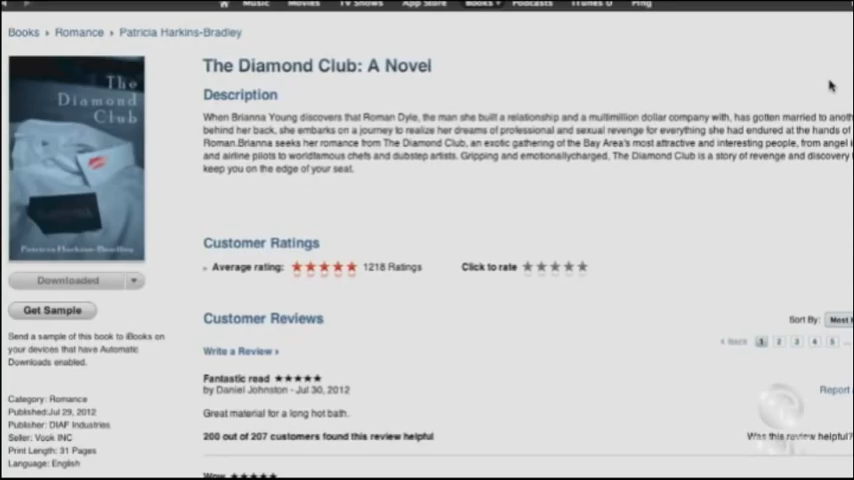 Music Movies TV Shows App Store Books Podcasts iTunes U Ping
Books › Romance › Patricia Harkins-Bradley
The
Diamond
Club
Patricia Harkins-Bradley
Downloaded
Get Sample
Send a sample of this book to iBooks on
your devices that have Automatic
Downloads enabled.
Category: Romance
Published:Jul 29, 2012
Publisher: DIAF Industries
Seller: Vook INC
Print Length: 31 Pages
Language: English
The Diamond Club: A Novel
Description
When Brianna Young discovers that Roman Dyle, the man she built a relationship and a multimillion dollar company with, has gotten married to anoth
behind her back, she embarks on a journey to realize her dreams of professional and sexual revenge for everything she had endured at the hands of
Roman.Brianna seeks her romance from The Diamond Club, an exotic gathering of the Bay Area's most attractive and interesting people, from angel i
and airline pilots to worldfamous chefs and dubstep artists. Gripping and emotionallycharged, The Diamond Club is a story of revenge and discovery
keep you on the edge of your seat.
Customer Ratings
Average rating: ★★★★★ 1218 Ratings Click to rate ★★★★★
Customer Reviews
Sort By: Most
1 2 3 4 5 ...
Write a Review ›
Fantastic read ★★★★★
by Daniel Johnston - Jul 30, 2012
Report
Great material for a long hot bath.
200 out of 207 customers found this review helpful
Was this review helpful?
Wow ★★★★★